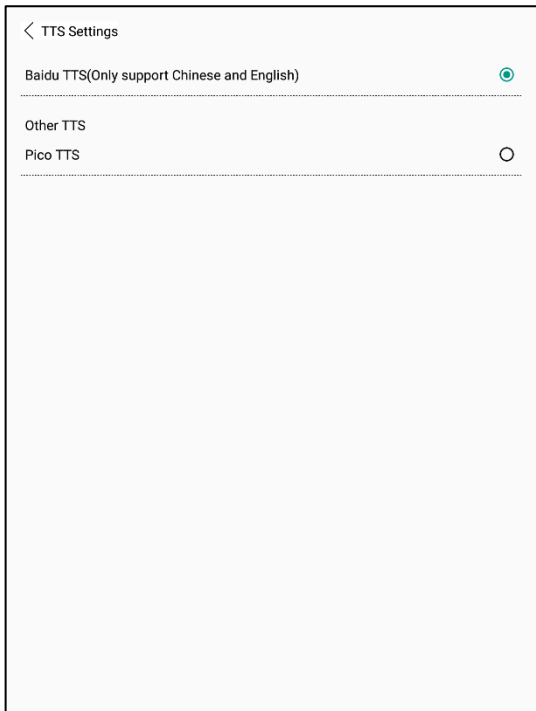 TTS Settings
Baidu TTS(Only support Chinese and English)
Other TTS
Pico TTS